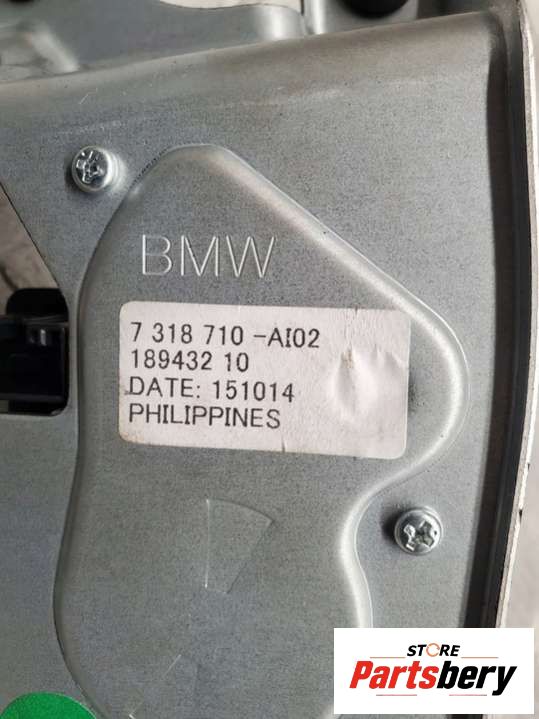 BMW
7 318 710 -AI02
189432 10
DATE: 151014
PHILIPPINES
STORE
Partsbery